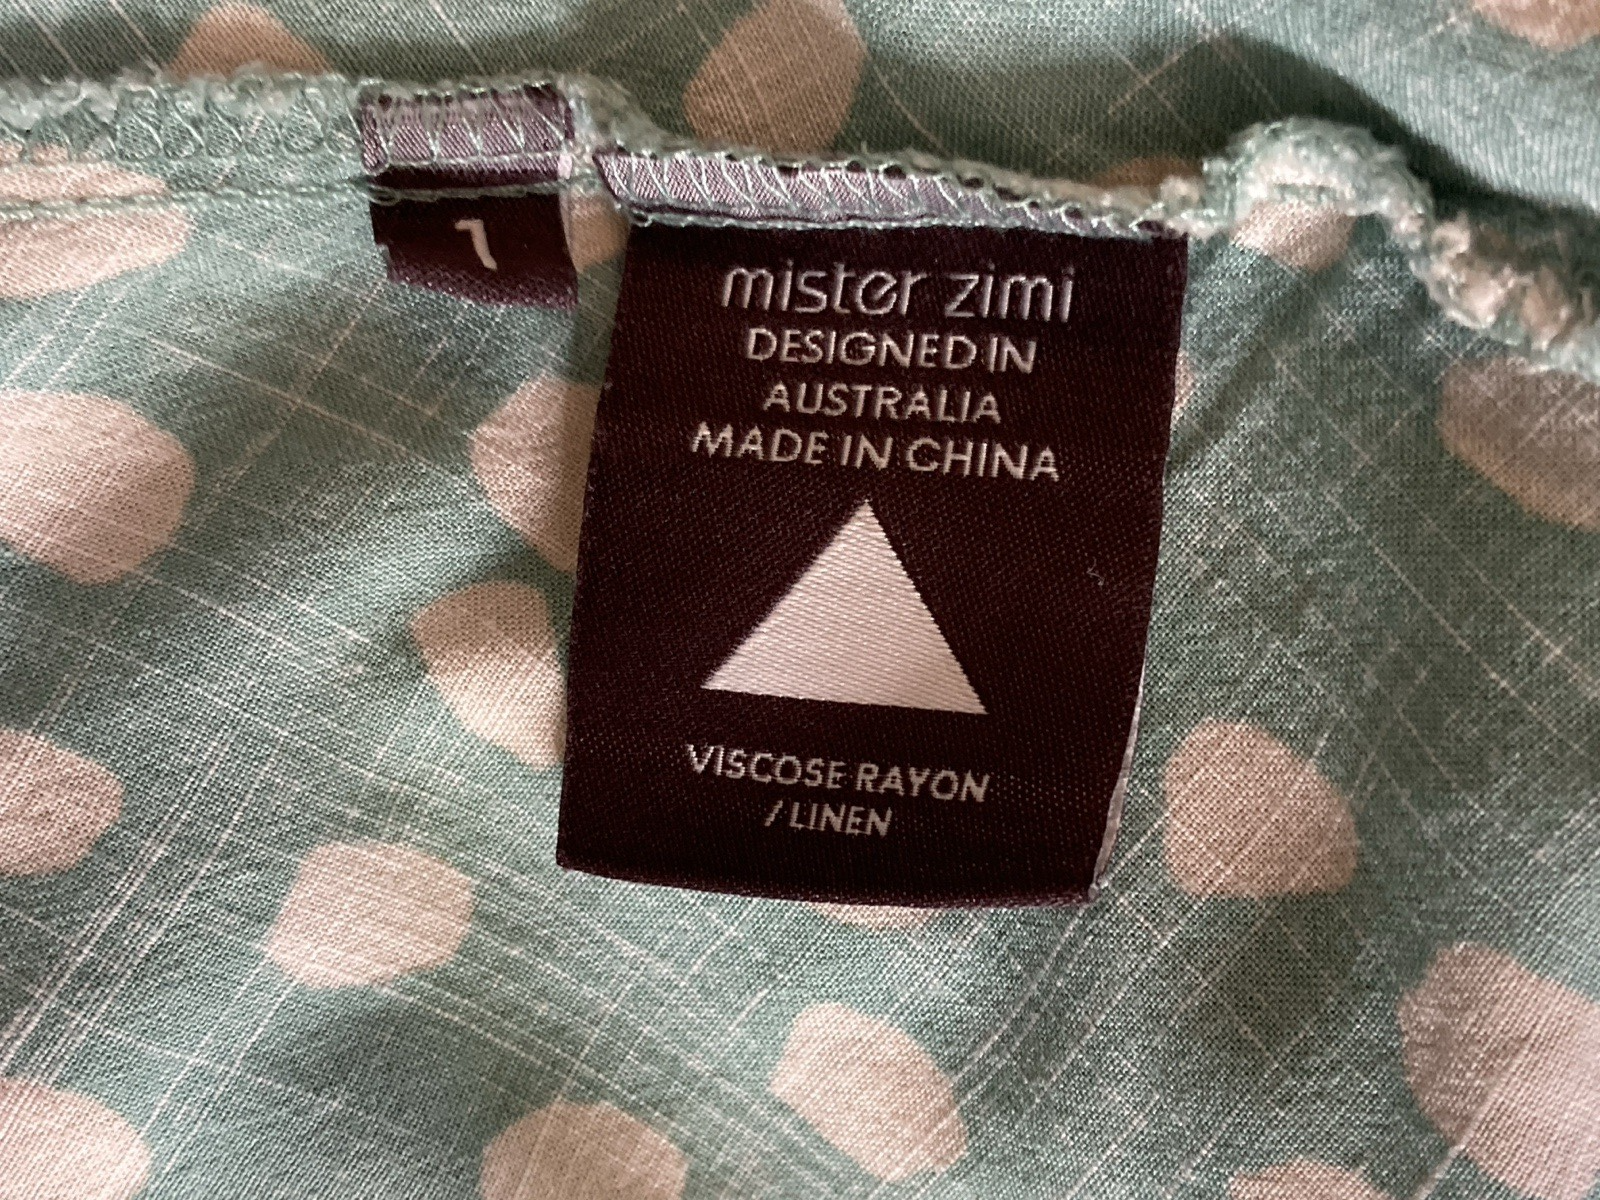 1
mister zimi
DESIGNED IN
AUSTRALIA
MADE IN CHINA
VISCOSE RAYON
/ LINEN